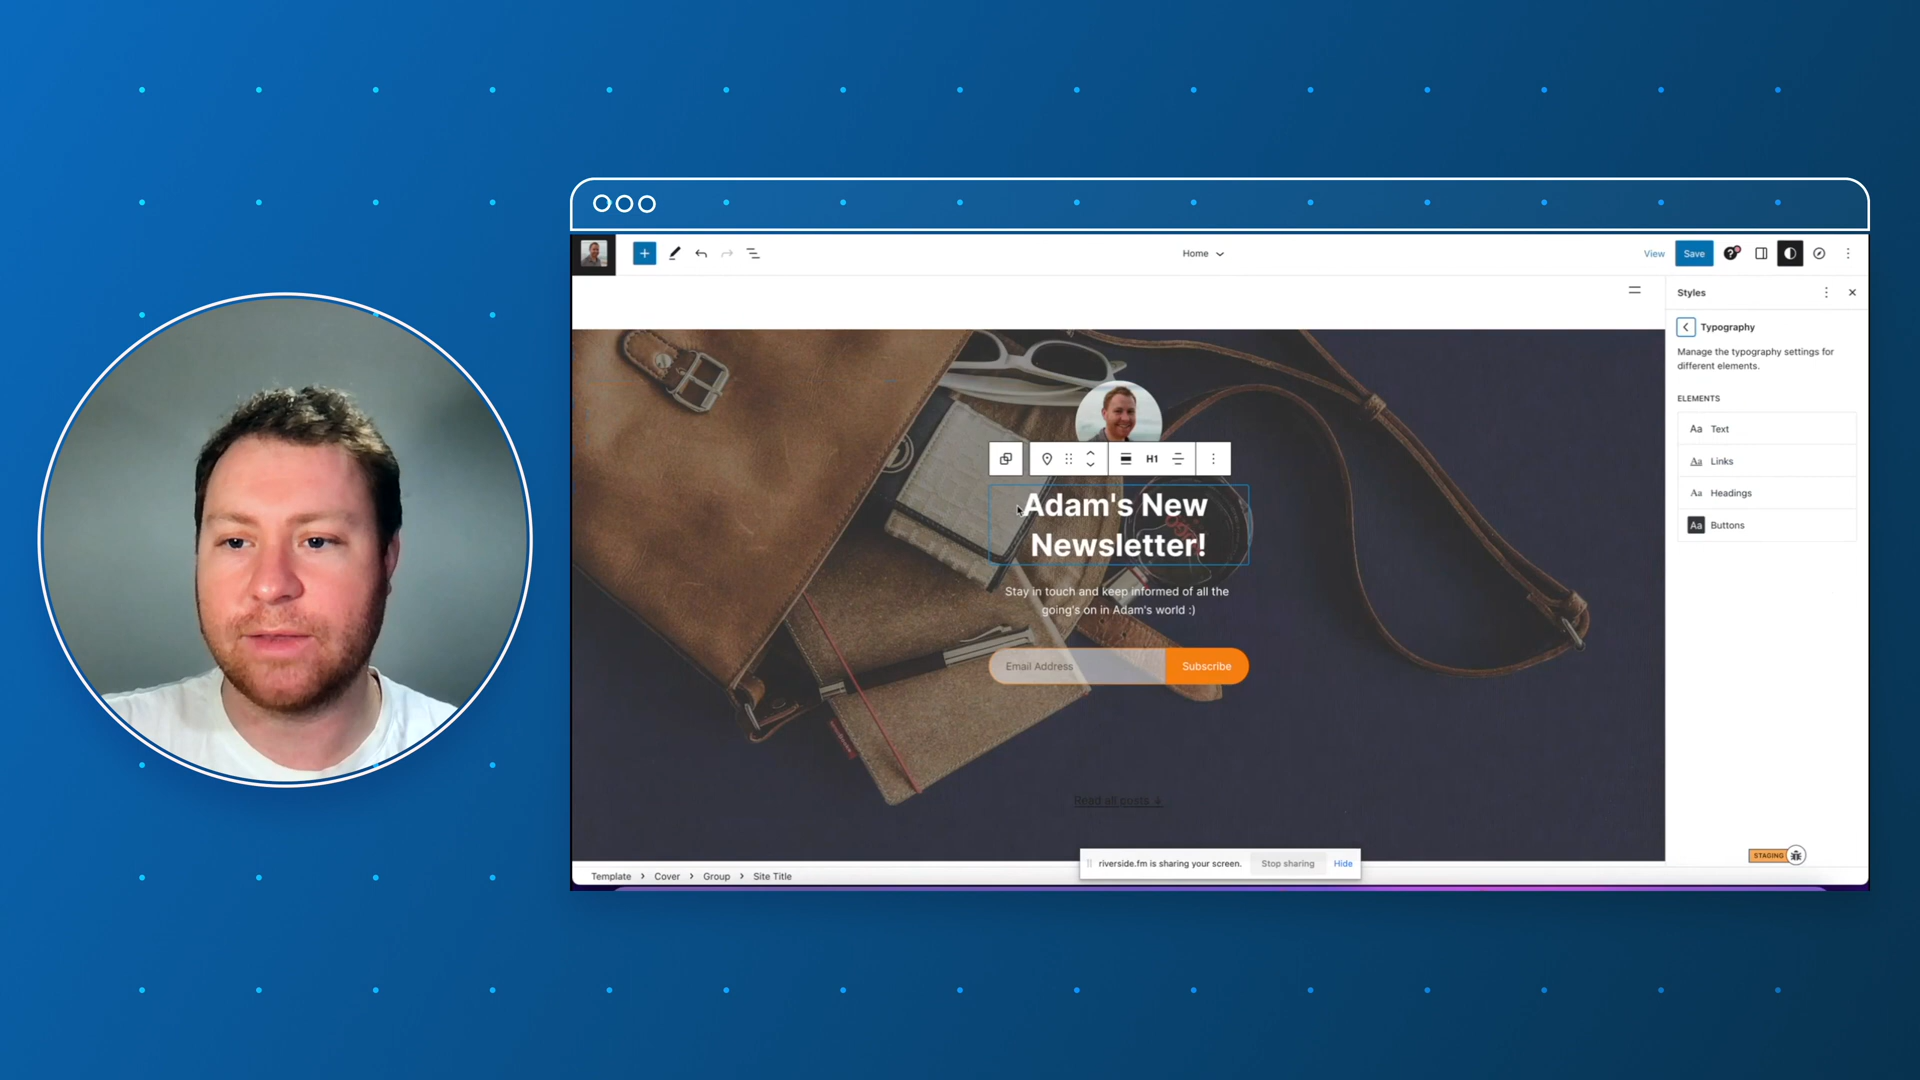 Home
View
Save
Styles
Typography
Manage the typography settings for
different elements.
ELEMENTS
Aa Text
Aa Links
Aa Headings
Aa Buttons
H1
Adam's New
Newsletter!
Stay in touch and keep informed of all the
going's on in Adam's world :)
Email Address
Subscribe
Read all posts ↓
STAGING
riverside.fm is sharing your screen.
Stop sharing
Hide
Template > Cover > Group > Site Title